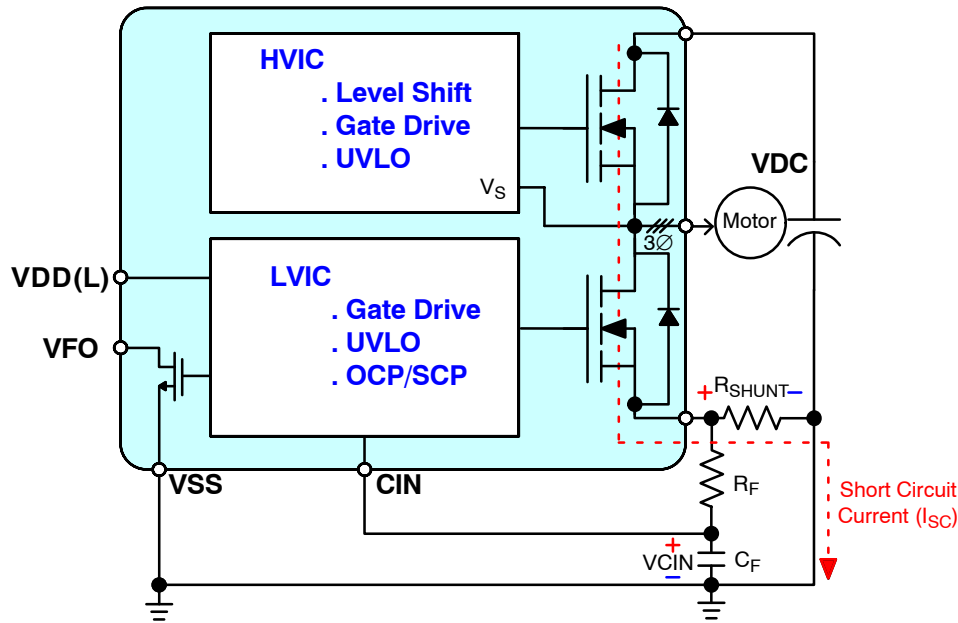 HVIC
. Level Shift
. Gate Drive
. UVLO
VS
VDC
Motor
3∅
VDD(L)
LVIC
. Gate Drive
. UVLO
. OCP/SCP
VFO
+ RSHUNT -
VSS
CIN
RF
Short Circuit
Current (ISC)
+
VCIN
-
CF